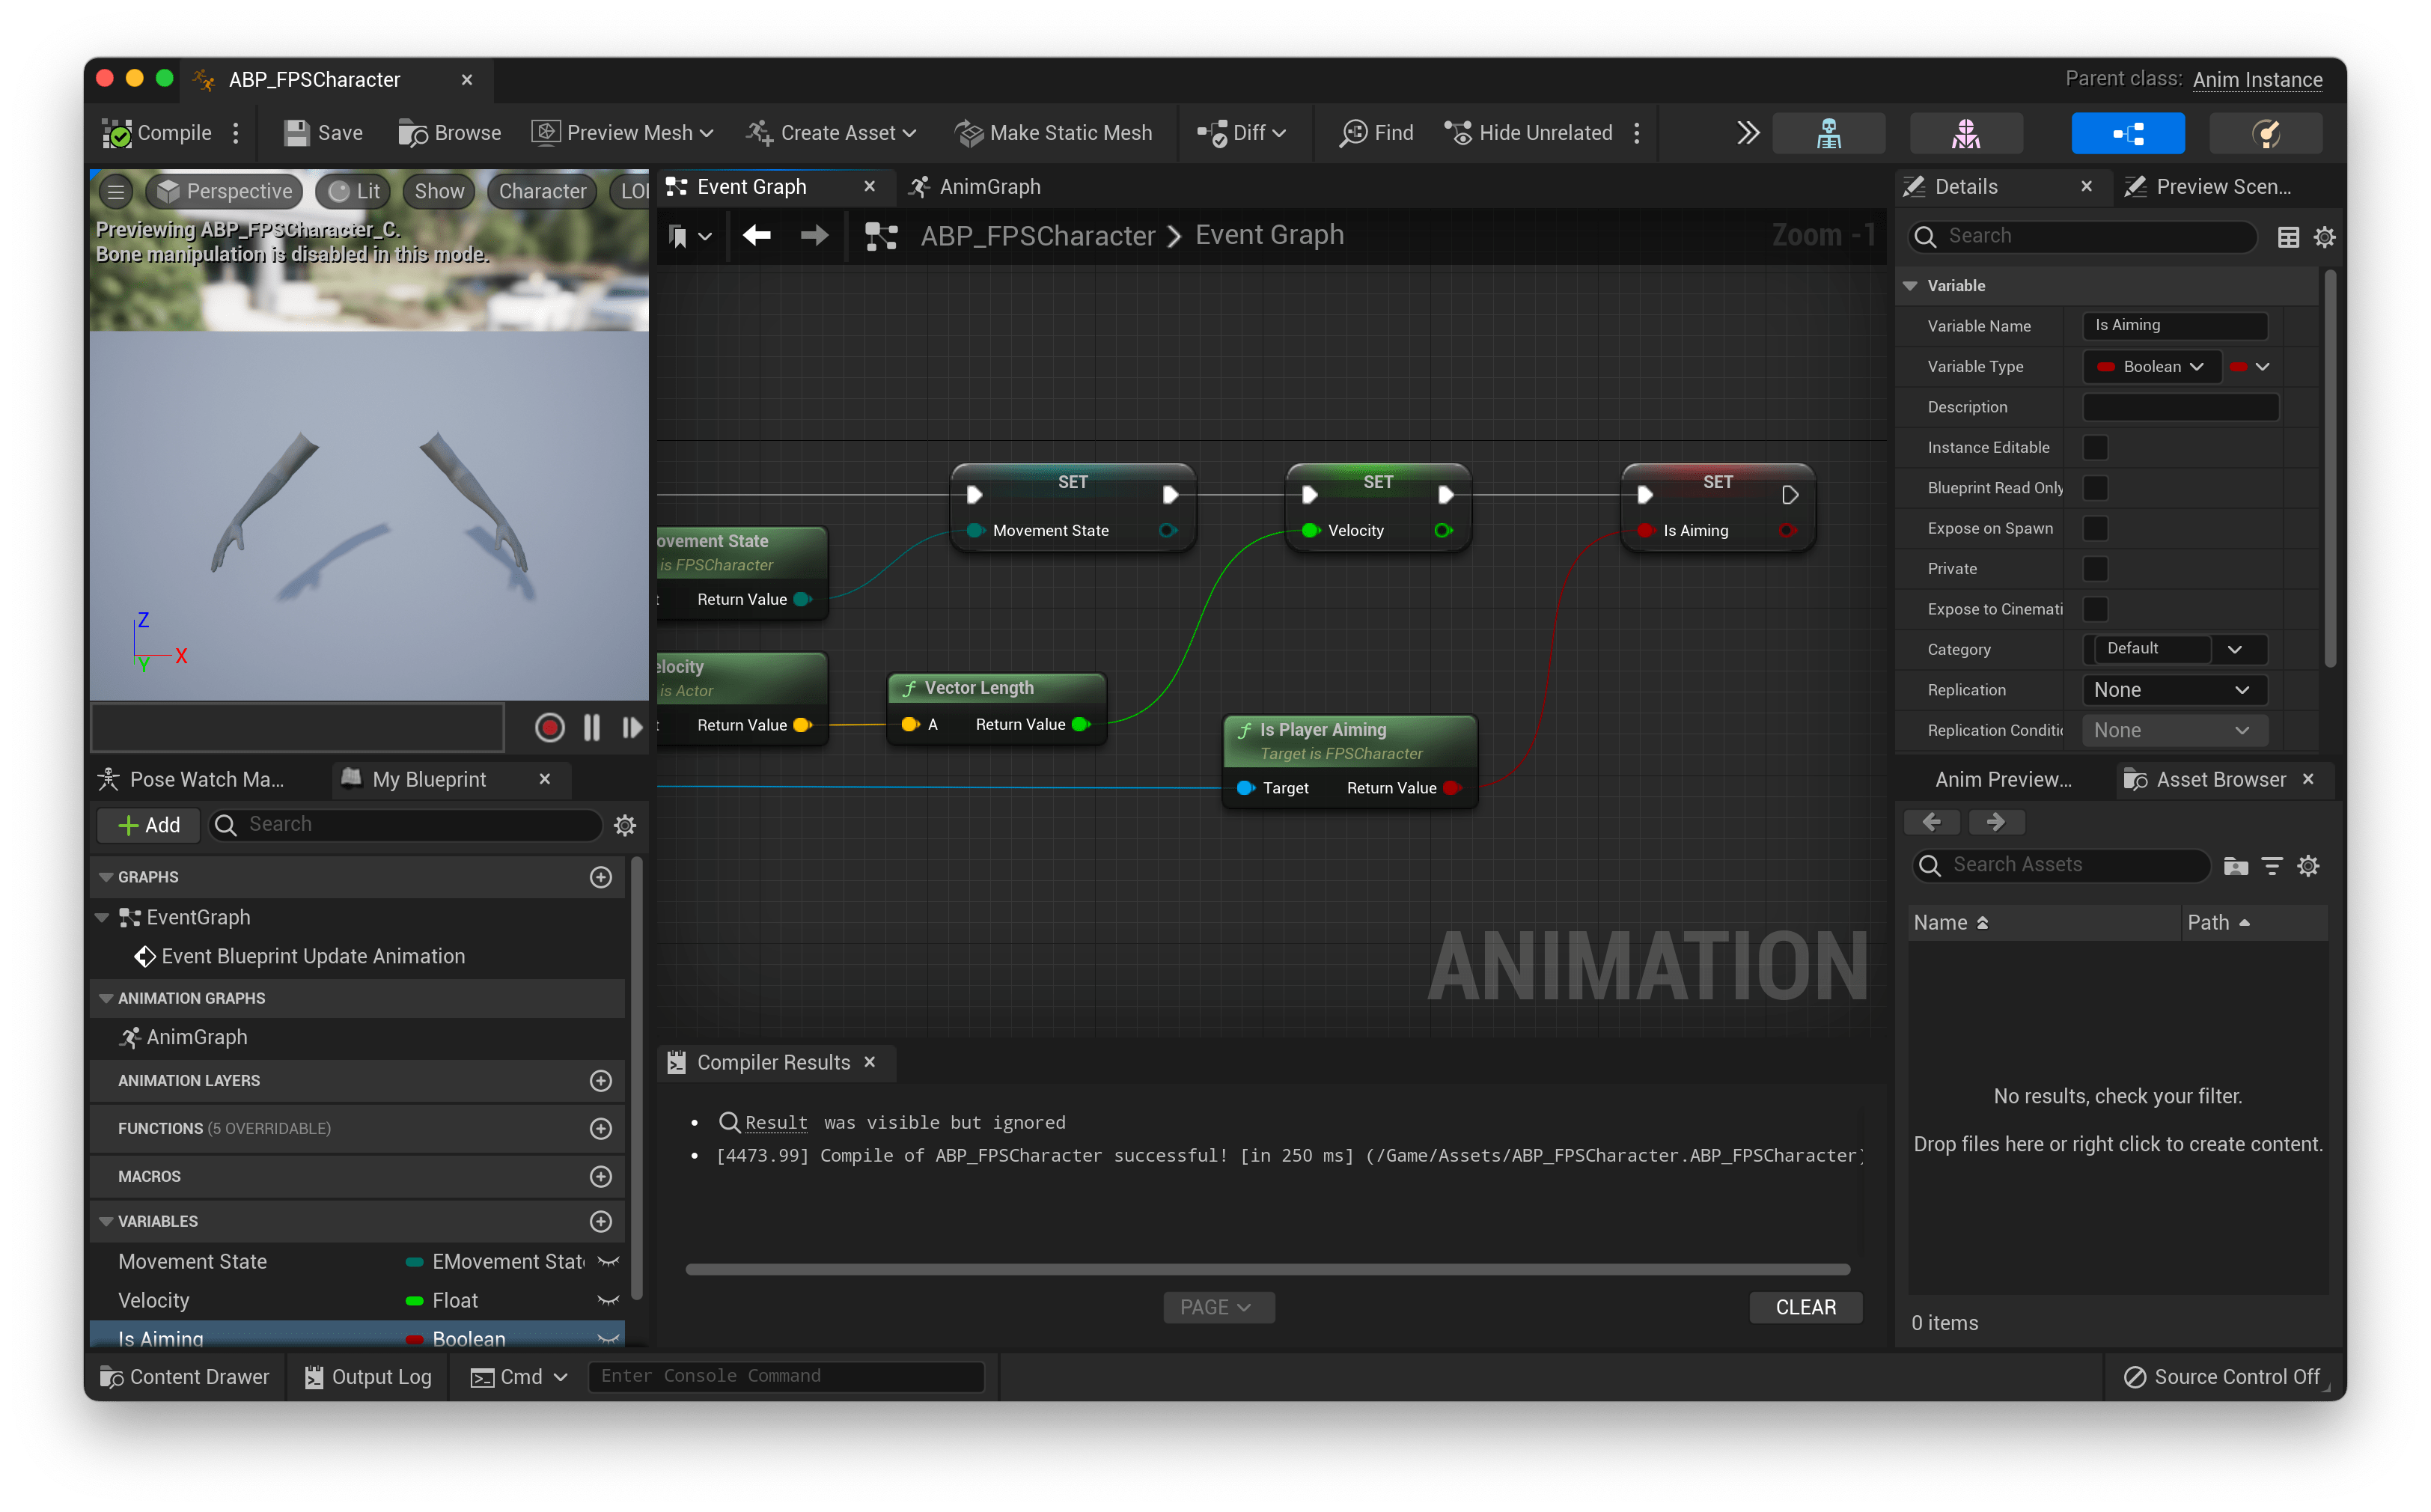 ABP_FPSCharacter
Parent class: Anim Instance
Compile
Save
Browse
Preview Mesh
Create Asset
Make Static Mesh
Diff
Find
Hide Unrelated
Perspective
Lit
Show
Character
Previewing ABP_FPSCharacter_C.
Bone manipulation is disabled in this mode.
Z
X
Y
Event Graph
AnimGraph
ABP_FPSCharacter
Event Graph
Zoom -1
SET
Movement State
SET
Velocity
SET
Is Aiming
ovement State
is FPSCharacter
Return Value
elocity
is Actor
Return Value
Vector Length
A
Return Value
Is Player Aiming
Target is FPSCharacter
Target
Return Value
ANIMATION
Details
Preview Scen...
Search
Variable
Variable Name
Is Aiming
Variable Type
Boolean
Description
Instance Editable
Blueprint Read Only
Expose on Spawn
Private
Expose to Cinemati
Category
Default
Replication
None
Replication Conditi
None
Pose Watch Ma...
My Blueprint
Add
Search
GRAPHS
EventGraph
Event Blueprint Update Animation
ANIMATION GRAPHS
AnimGraph
ANIMATION LAYERS
FUNCTIONS (5 OVERRIDABLE)
MACROS
VARIABLES
Movement State
EMovement Stat
Velocity
Float
Is Aiming
Boolean
Compiler Results
• Result was visible but ignored
• [4473.99] Compile of ABP_FPSCharacter successful! [in 250 ms] (/Game/Assets/ABP_FPSCharacter.ABP_FPSCharacter)
PAGE
CLEAR
Anim Preview...
Asset Browser
Search Assets
Name
Path
No results, check your filter.
Drop files here or right click to create content.
0 items
Content Drawer
Output Log
Cmd
Enter Console Command
Source Control Off